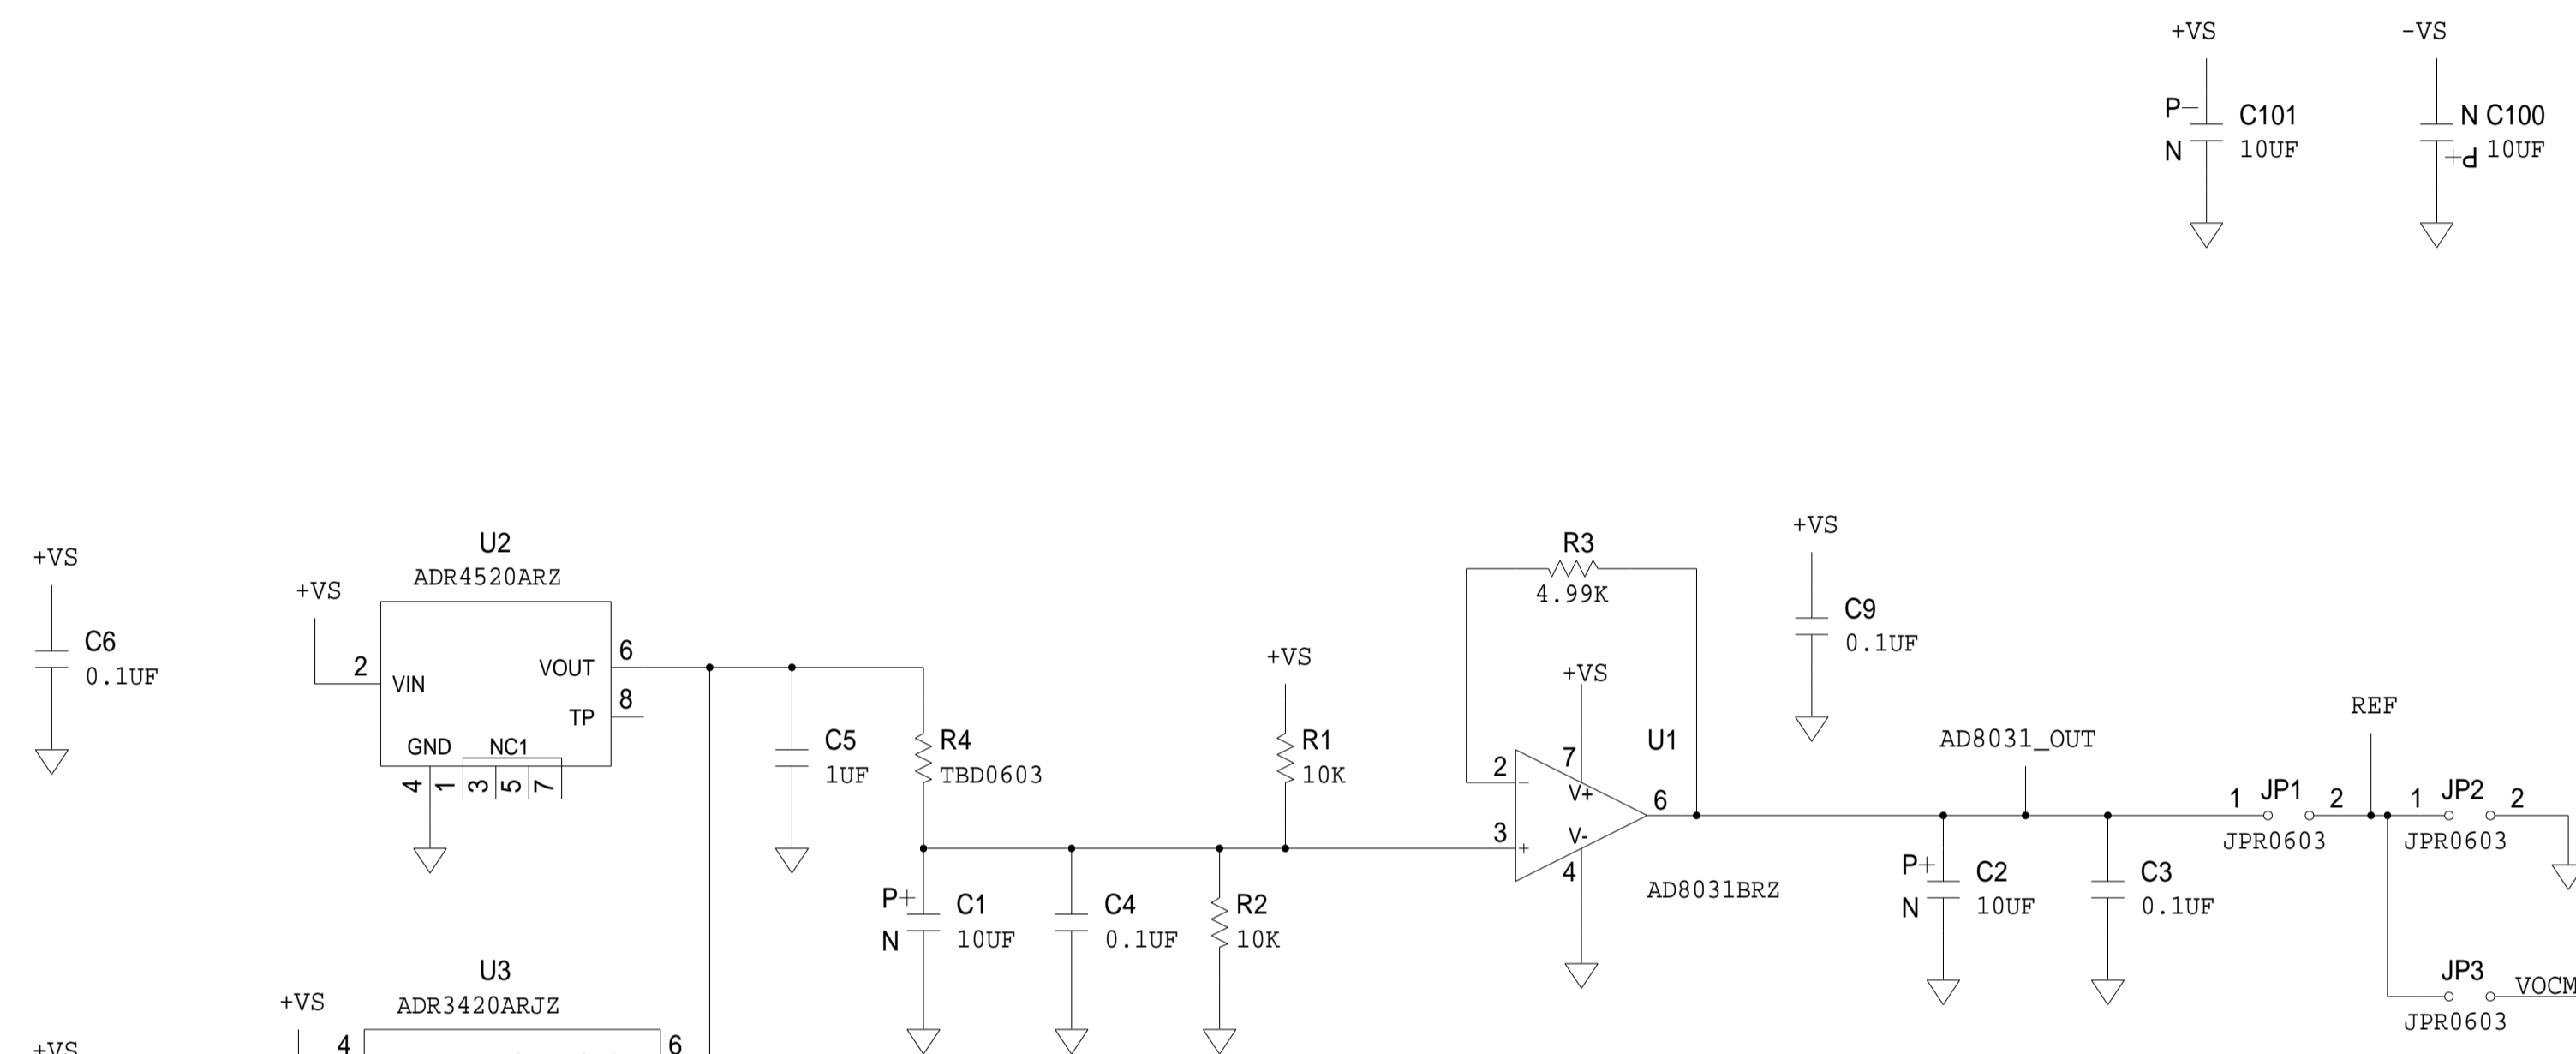 +VS
-VS
P+
C101
N
10UF
N C100
P+ 10UF
U2
ADR4520ARZ
+VS
C6
0.1UF
+VS
2
VIN
VOUT
6
TP
8
GND
NC1
4
1
3
5
7
C5
1UF
R4
TBD0603
+VS
R1
10K
R3
4.99K
+VS
7
V+
2
-
3
+
V-
4
6
U1
AD8031BRZ
+VS
C9
0.1UF
AD8031_OUT
REF
1 JP1 2
JPR0603
1 JP2 2
JPR0603
P+
C1
N
10UF
C4
0.1UF
R2
10K
P+
C2
N
10UF
C3
0.1UF
JP3
VOCM
JPR0603
U3
ADR3420ARJZ
+VS
4
6
+VS